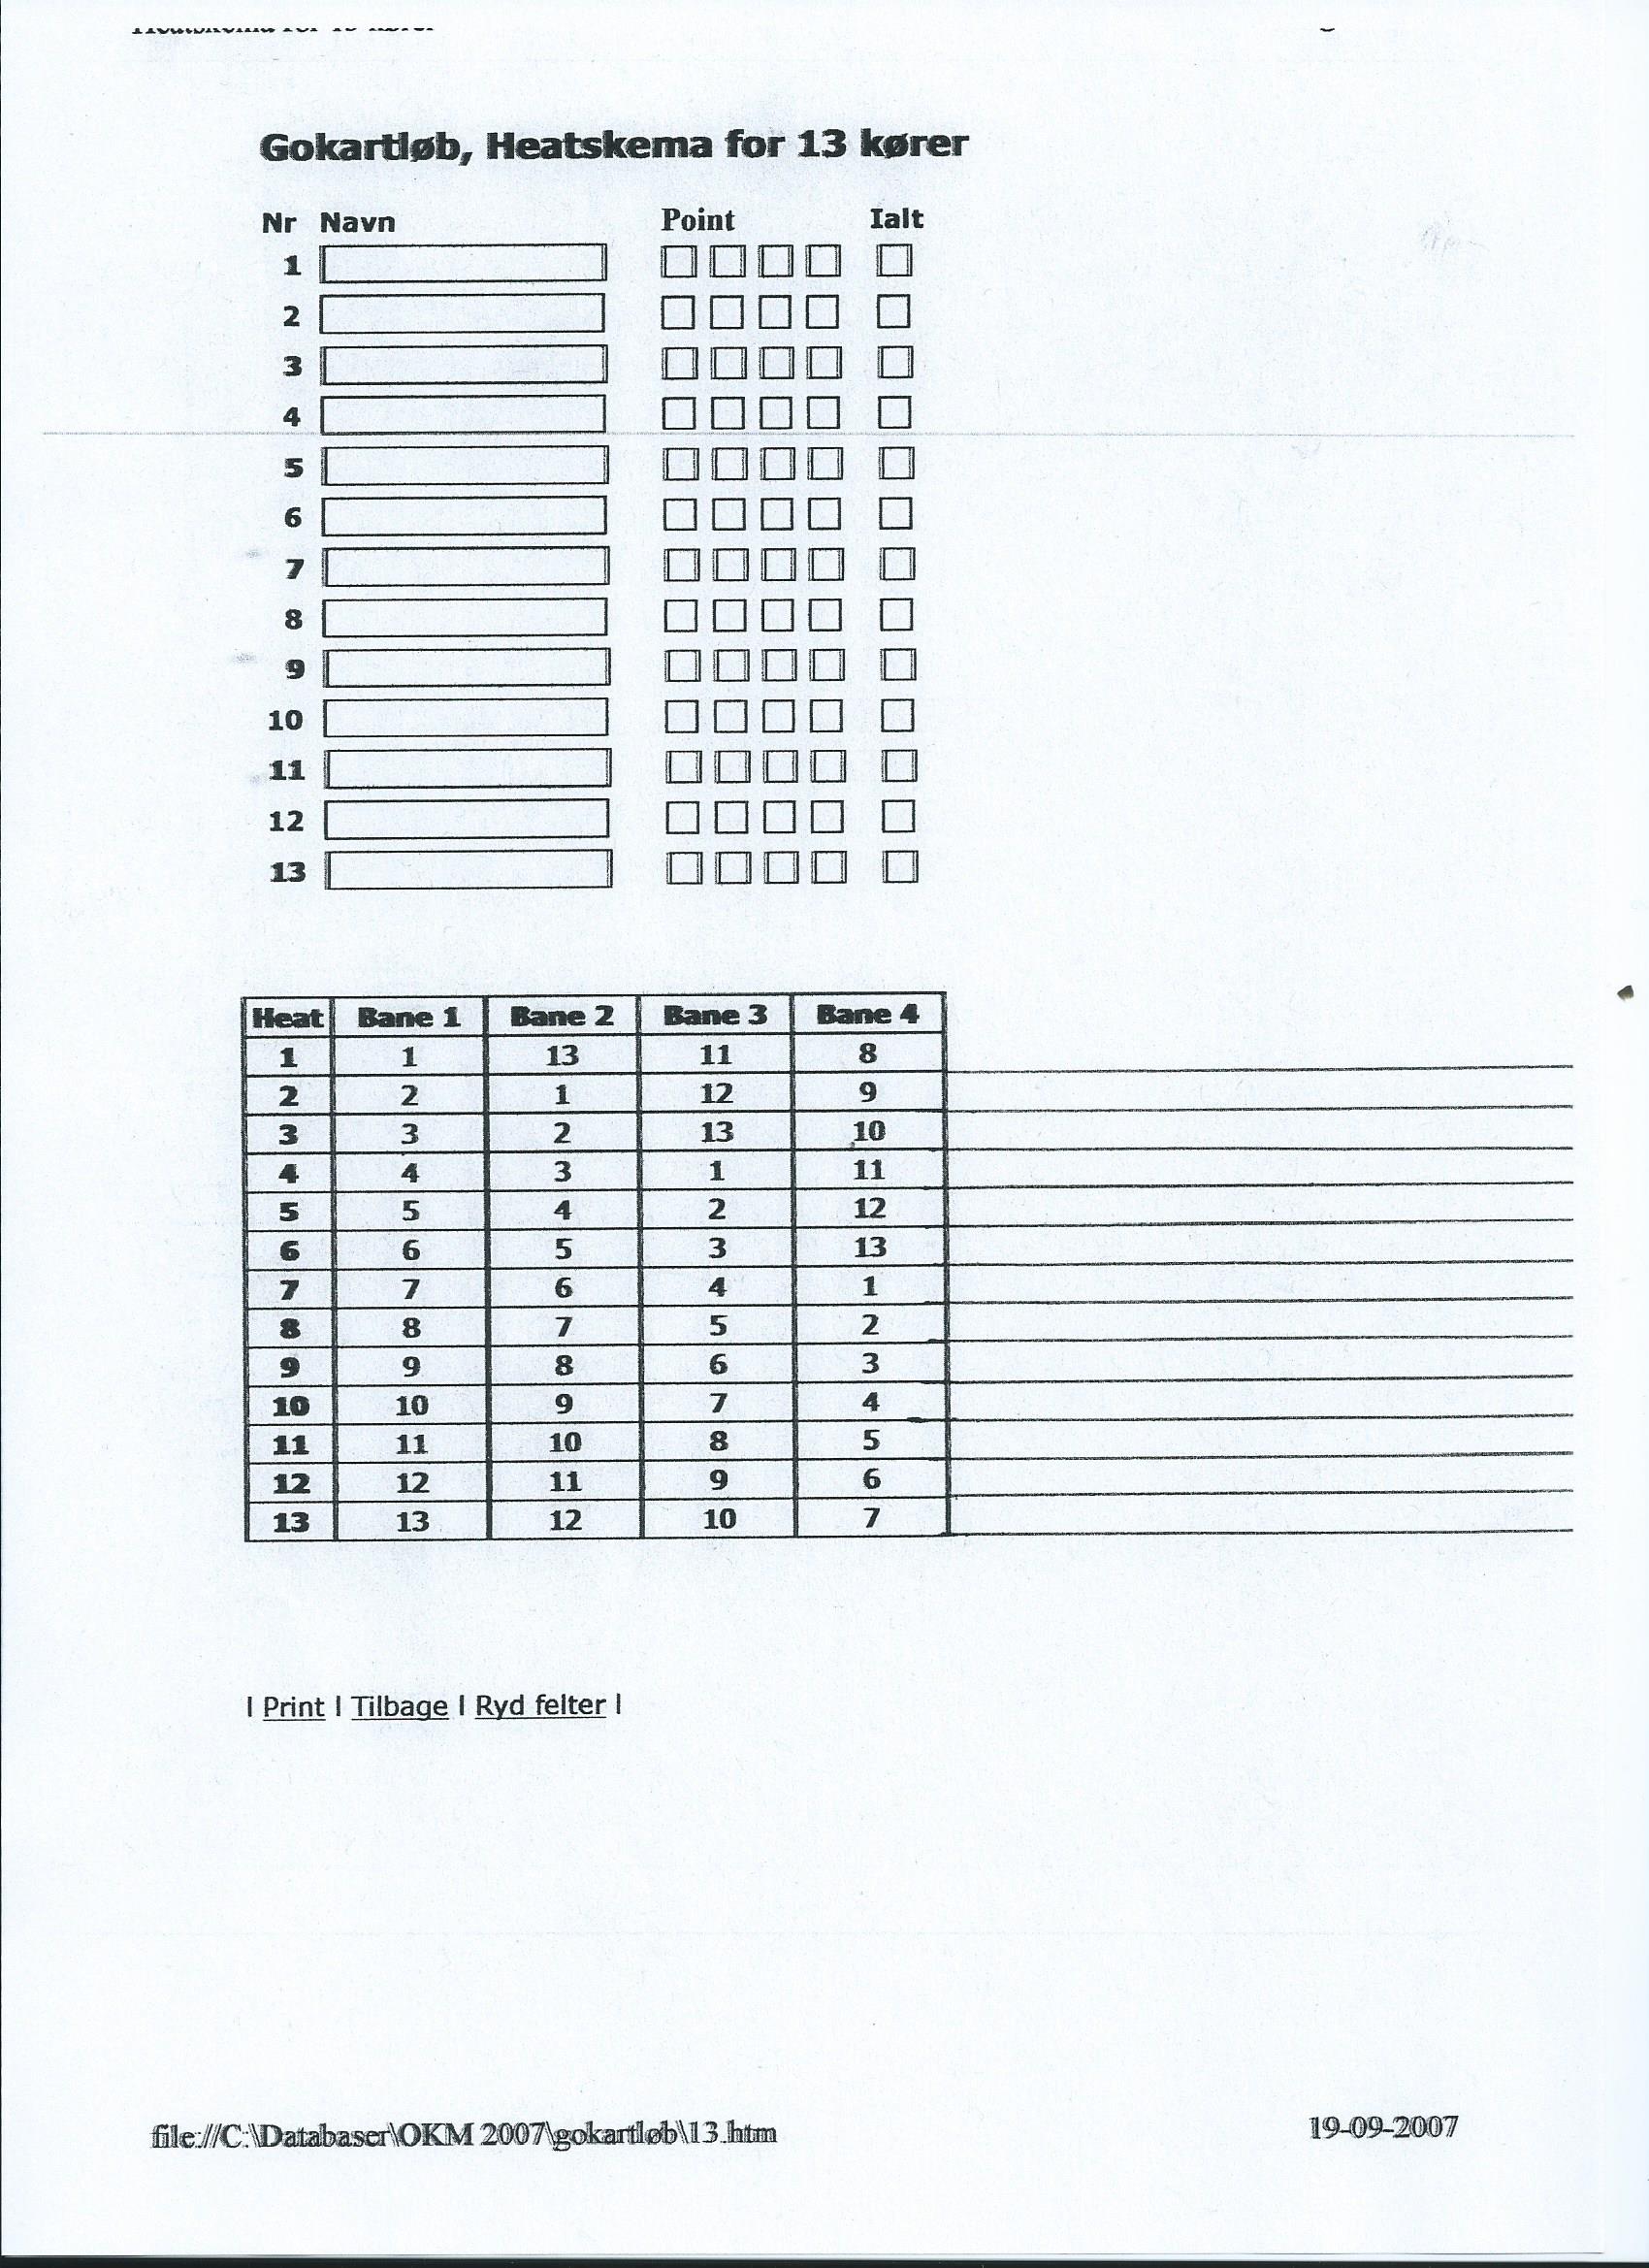 Heatskema for 13 kører
Gokartløb, Heatskema for 13 kører
Nr Navn Point Ialt
1
2
3
4
5
6
7
8
9
10
11
12
13
Heat Bane 1 Bane 2 Bane 3 Bane 4
1 1 13 11 8
2 2 1 12 9
3 3 2 13 10
4 4 3 1 11
5 5 4 2 12
6 6 5 3 13
7 7 6 4 1
8 8 7 5 2
9 9 8 6 3
10 10 9 7 4
11 11 10 8 5
12 12 11 9 6
13 13 12 10 7
I Print I Tilbage I Ryd felter I
file://C:\Databaser\OKM 2007\gokartløb\13.htm 19-09-2007